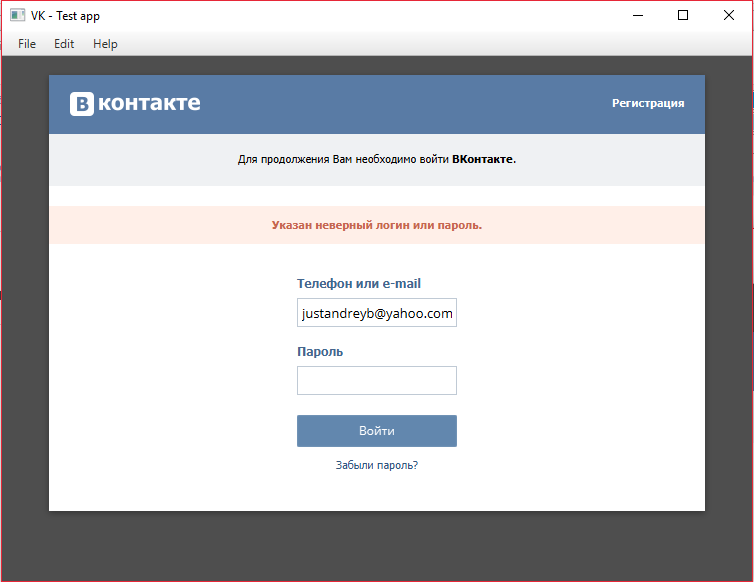 VK - Test app
File Edit Help
В контакте
Регистрация
Для продолжения Вам необходимо войти ВКонтакте.
Указан неверный логин или пароль.
Телефон или e-mail
justandreyb@yahoo.com
Пароль
Войти
Забыли пароль?